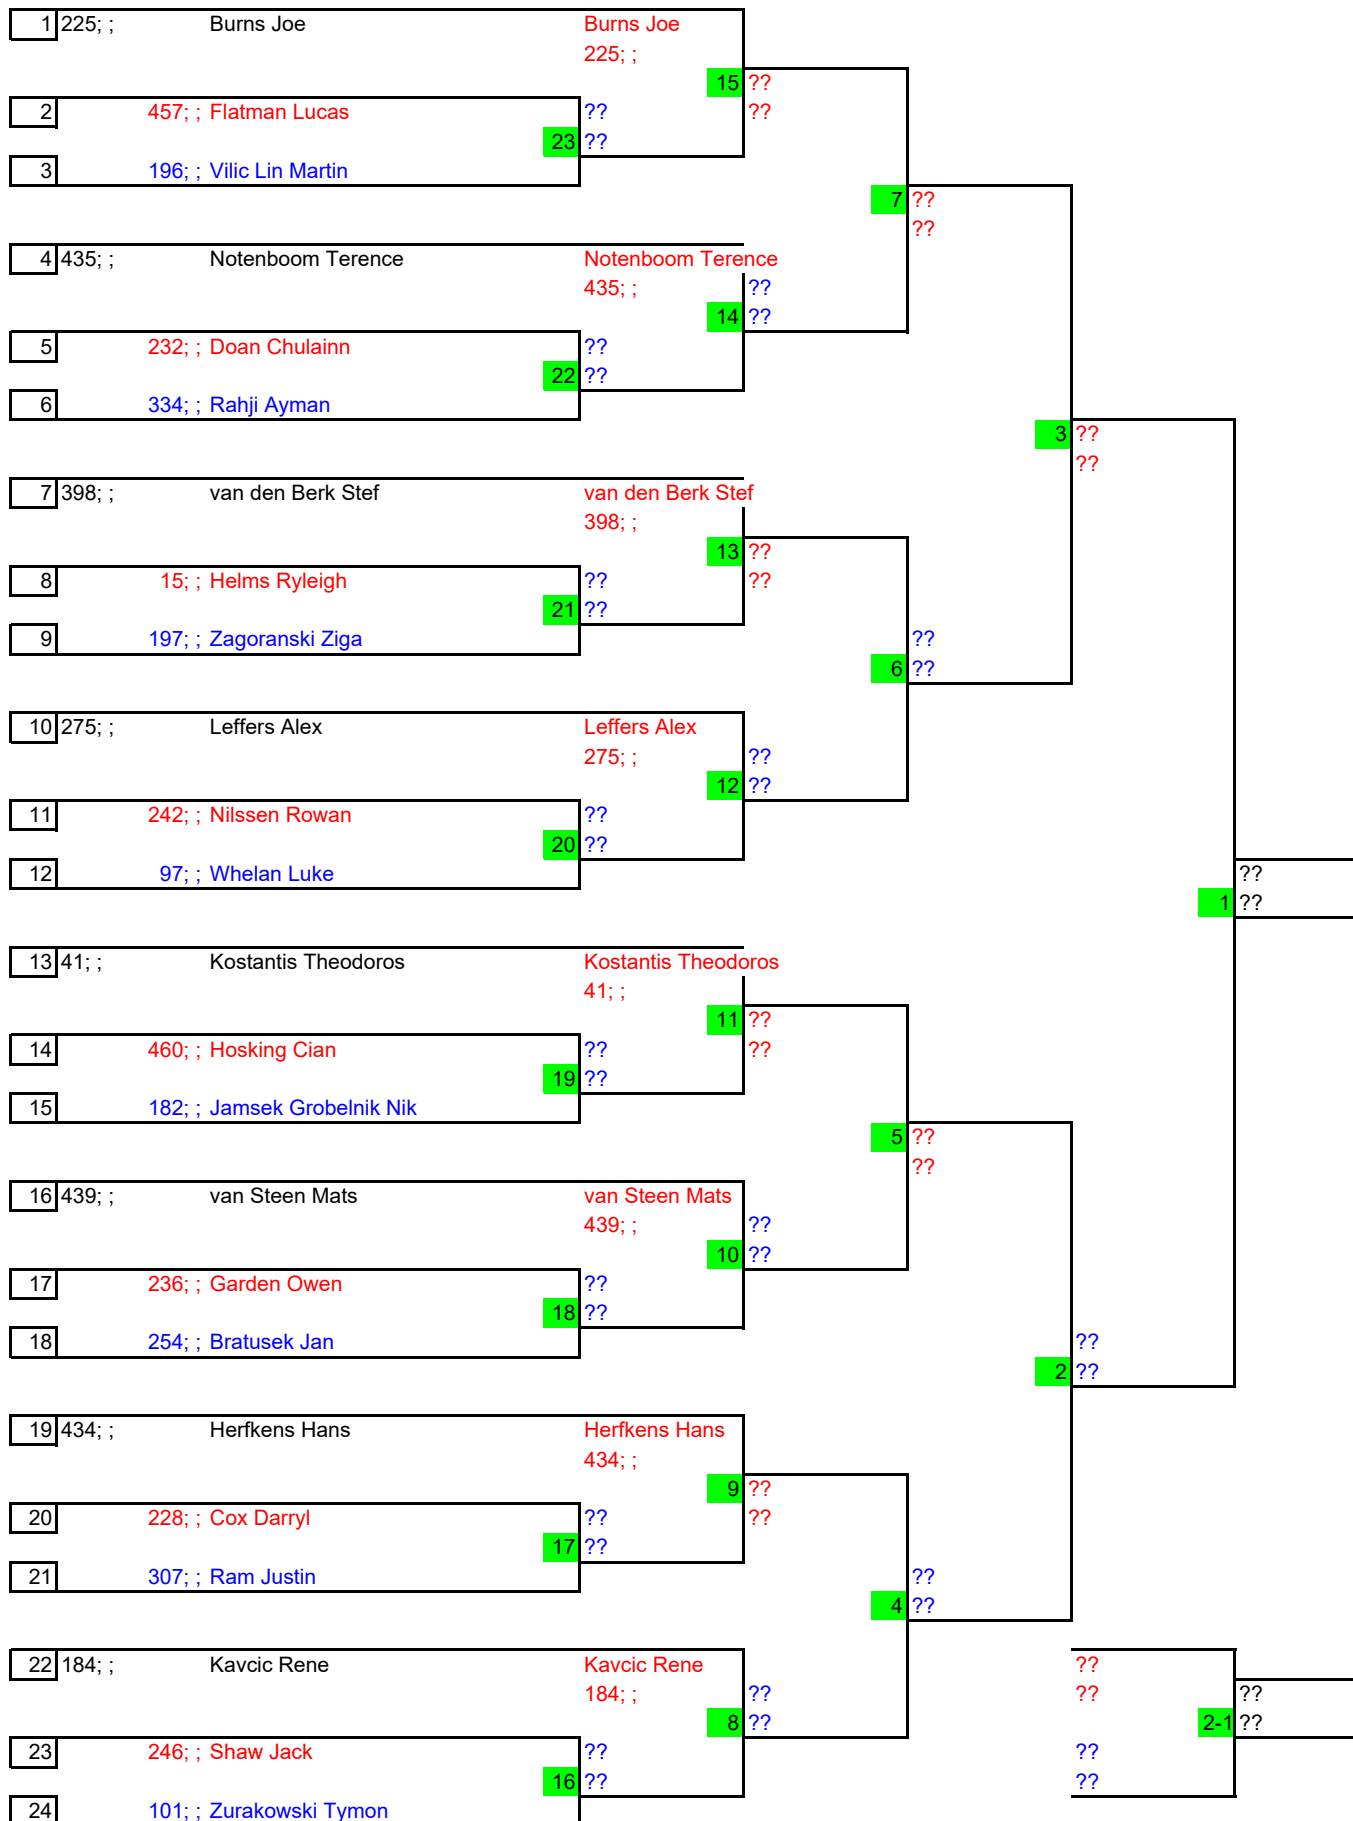 1 225; ; Burns Joe Burns Joe
225; ;
15 ??
2 457; ; Flatman Lucas ?? ??
23 ??
3 196; ; Vilic Lin Martin
7 ??
??
4 435; ; Notenboom Terence Notenboom Terence
435; ; ??
14 ??
5 232; ; Doan Chulainn ??
22 ??
6 334; ; Rahji Ayman
3 ??
??
7 398; ; van den Berk Stef van den Berk Stef
398; ;
13 ??
8 15; ; Helms Ryleigh ?? ??
21 ??
9 197; ; Zagoranski Ziga ??
6 ??
10 275; ; Leffers Alex Leffers Alex
275; ; ??
12 ??
11 242; ; Nilssen Rowan ??
20 ??
12 97; ; Whelan Luke ??
1 ??
13 41; ; Kostantis Theodoros Kostantis Theodoros
41; ;
11 ??
14 460; ; Hosking Cian ?? ??
19 ??
15 182; ; Jamsek Grobelnik Nik
5 ??
??
16 439; ; van Steen Mats van Steen Mats
439; ; ??
10 ??
17 236; ; Garden Owen ??
18 ??
18 254; ; Bratusek Jan ??
2 ??
19 434; ; Herfkens Hans Herfkens Hans
434; ;
9 ??
20 228; ; Cox Darryl ?? ??
17 ??
21 307; ; Ram Justin ??
4 ??
22 184; ; Kavcic Rene Kavcic Rene ??
184; ; ?? ?? ??
8 ?? 2-1 ??
23 246; ; Shaw Jack ?? ??
16 ?? ??
24 101; ; Zurakowski Tymon